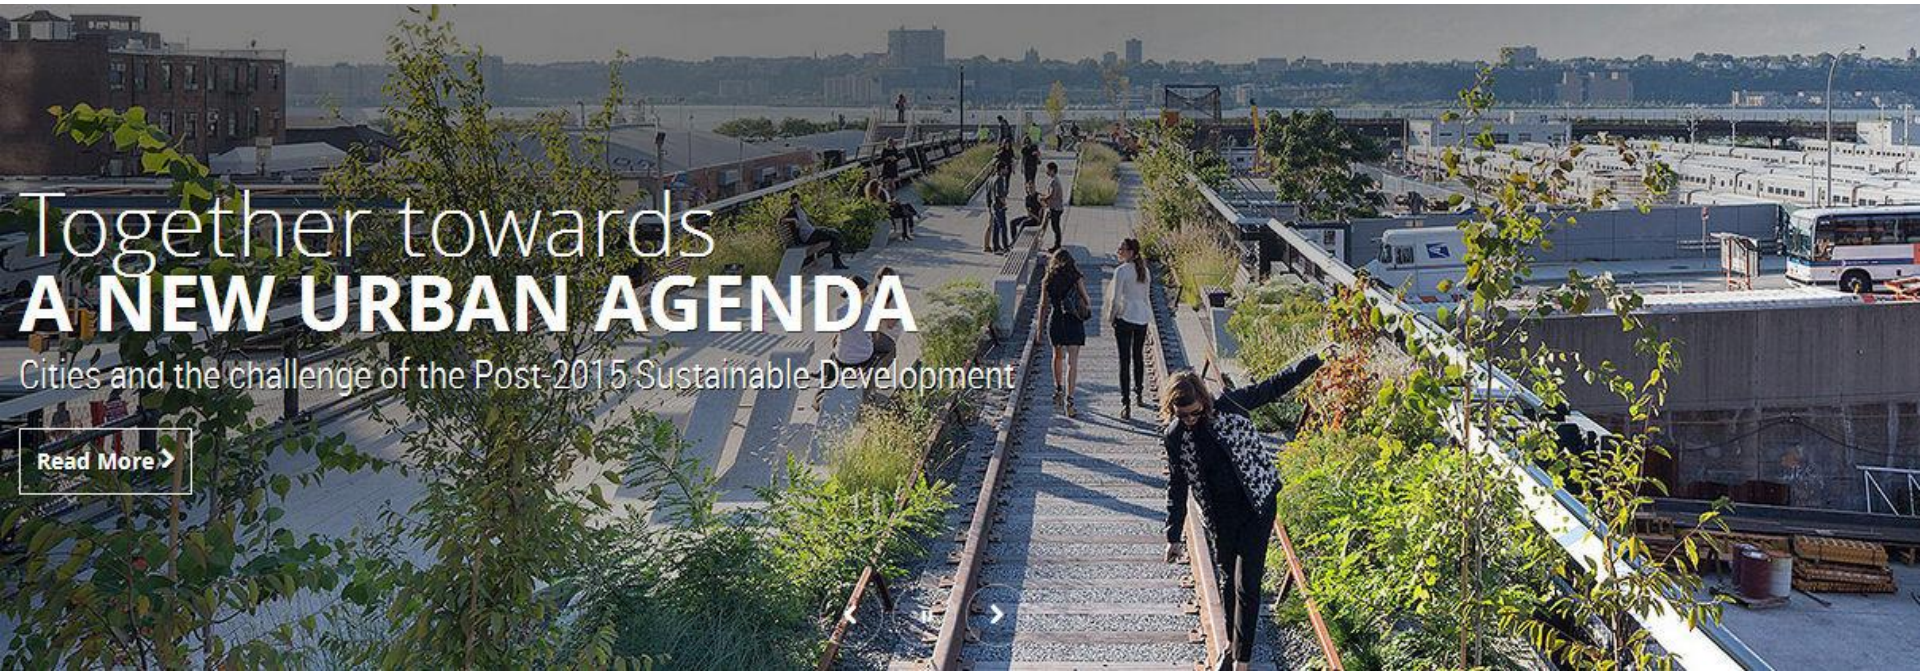 Together towards
A NEW URBAN AGENDA
Cities and the challenge of the Post-2015 Sustainable Development
Read More